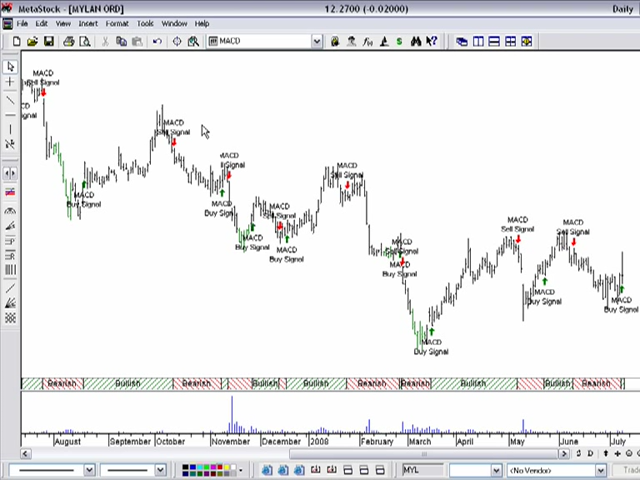 MetaStock - [MYLAN ORD] 12.2700 (-0.02000) Daily
File Edit View Insert Format Tools Window Help
MACD
MACD
Sell Signal
MACD
Sell Signal
MACD
Buy Signal
MACD
MACD
Buy Signal
MACD
Buy Signal
MACD
Sell Signal
MACD
Buy Signal
MACD
Sell Signal
MACD
Sell Signal
MACD
Buy Signal
MACD
Buy Signal
MACD
Sell Signal
MACD
Buy Signal
MACD
Sell Signal
MACD
Buy Signal
Bearish Bullish Bearish Bullish Bullish Bearish Bearish Bullish Bullish Bearish
August September October November December 2008 February March April May June July
MYL <No Vendor> Trade